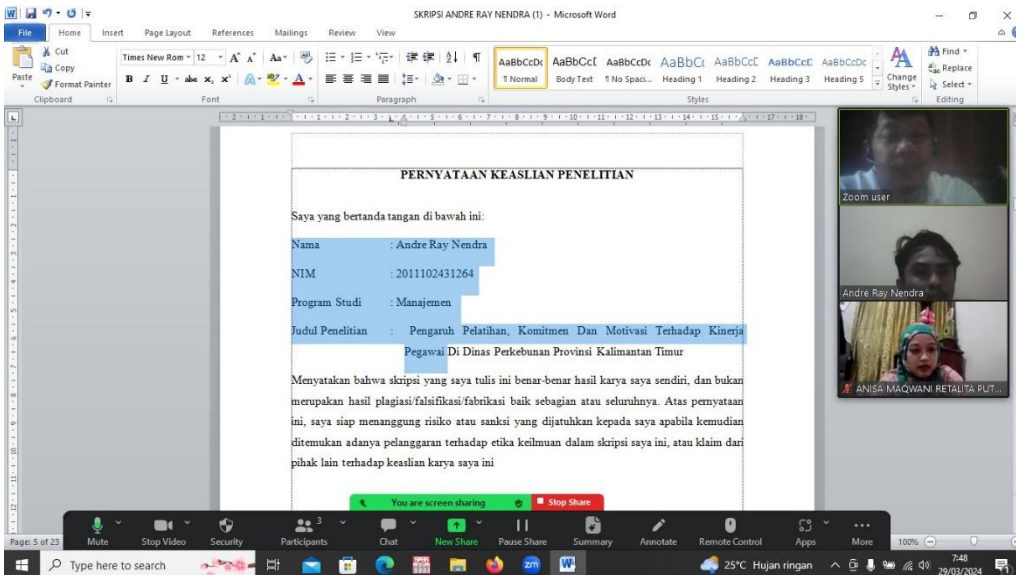 SKRIPSI ANDRE RAY NENDRA (1) - Microsoft Word
File Home Insert Page Layout References Mailings Review View
Cut
Copy
Format Painter
Paste
Times New Rom 12
Find
Replace
Select
Change Styles
¶ Normal Body Text ¶ No Spaci... Heading 1 Heading 2 Heading 3 Heading 5
Clipboard Font Paragraph Styles Editing
PERNYATAAN KEASLIAN PENELITIAN
Saya yang bertanda tangan di bawah ini:
Nama : Andre Ray Nendra
NIM : 2011102431264
Program Studi : Manajemen
Judul Penelitian : Pengaruh Pelatihan, Komitmen Dan Motivasi Terhadap Kinerja
Pegawai Di Dinas Perkebunan Provinsi Kalimantan Timur
Menyatakan bahwa skripsi yang saya tulis ini benar-benar hasil karya saya sendiri, dan bukan
merupakan hasil plagiasi/falsifikasi/fabrikasi baik sebagian atau seluruhnya. Atas pernyataan
ini, saya siap menanggung risiko atau sanksi yang dijatuhkan kepada saya apabila kemudian
ditemukan adanya pelanggaran terhadap etika keilmuan dalam skripsi saya ini, atau klaim dari
pihak lain terhadap keaslian karya saya ini
Zoom user
Andre Ray Nendra
ANISA MAQWANI RETALITA PUT...
You are screen sharing Stop Share
Mute Stop Video Security Participants 3 Chat New Share Pause Share Summary Annotate Remote Control Apps More
Page: 5 of 23 100%
Type here to search
zm
25°C Hujan ringan
7:48
29/03/2024